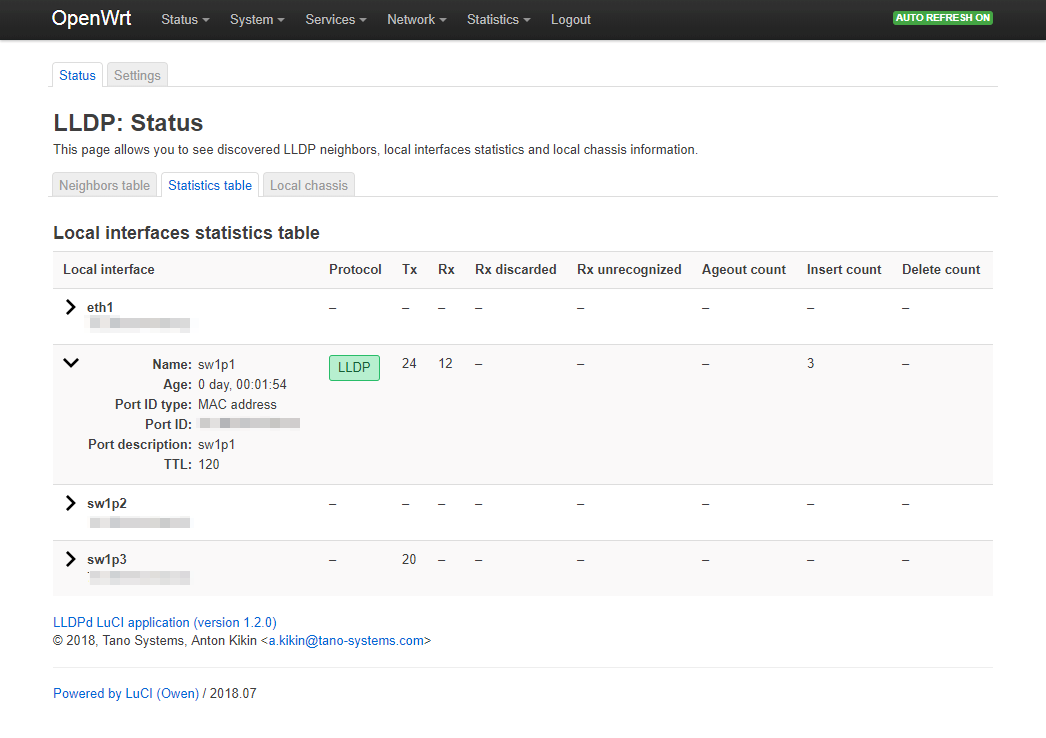 OpenWrt Status System Services Network Statistics Logout AUTO REFRESH ON
Status Settings
LLDP: Status
This page allows you to see discovered LLDP neighbors, local interfaces statistics and local chassis information.
Neighbors table Statistics table Local chassis
Local interfaces statistics table
Local interface Protocol Tx Rx Rx discarded Rx unrecognized Ageout count Insert count Delete count
eth1 – – – – – – – –
Name: sw1p1 LLDP 24 12 – – – 3 –
Age: 0 day, 00:01:54
Port ID type: MAC address
Port ID:
Port description: sw1p1
TTL: 120
sw1p2 – – – – – – – –
sw1p3 – 20 – – – – – –
LLDPd LuCI application (version 1.2.0)
© 2018, Tano Systems, Anton Kikin <a.kikin@tano-systems.com>
Powered by LuCI (Owen) / 2018.07